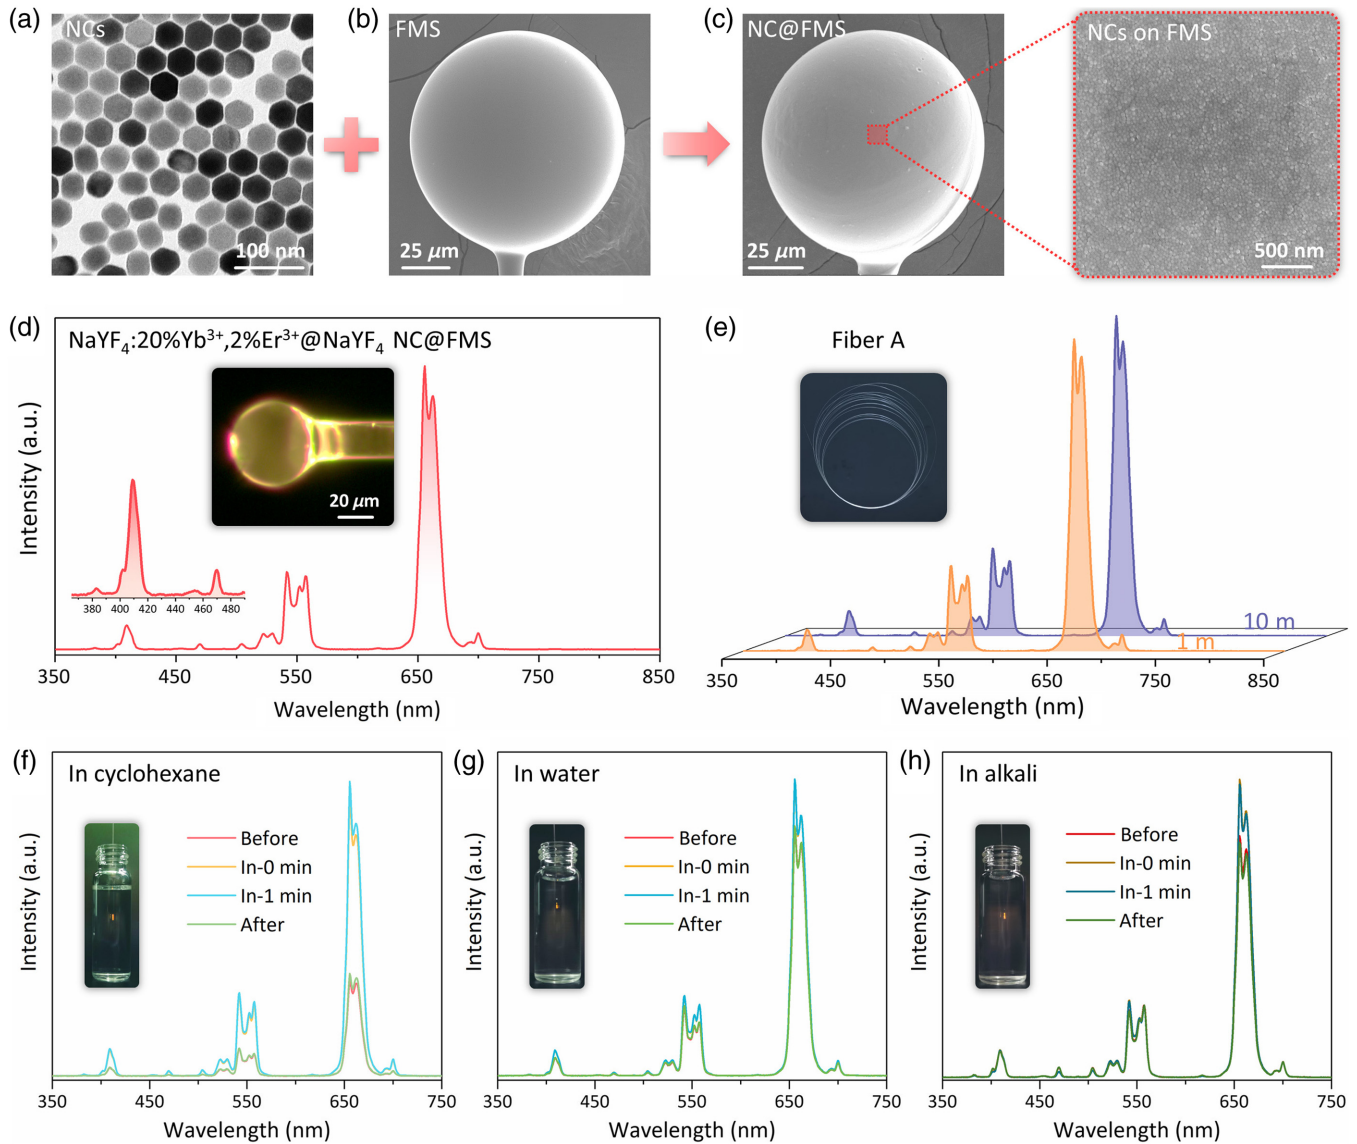 (a) NCs
100 nm
(b) FMS
25 μm
(c) NC@FMS
25 μm
NCs on FMS
500 nm
(d)
NaYF₄:20%Yb³⁺,2%Er³⁺@NaYF₄ NC@FMS
20 μm
Intensity (a.u.)
380 400 420 440 460 480
350 450 550 650 750 850
Wavelength (nm)
(e)
Fiber A
10 m
1 m
350 450 550 650 750 850
Wavelength (nm)
(f)
In cyclohexane
Before
In-0 min
In-1 min
After
Intensity (a.u.)
350 450 550 650 750
Wavelength (nm)
(g)
In water
Before
In-0 min
In-1 min
After
Intensity (a.u.)
350 450 550 650 750
Wavelength (nm)
(h)
In alkali
Before
In-0 min
In-1 min
After
Intensity (a.u.)
350 450 550 650 750
Wavelength (nm)